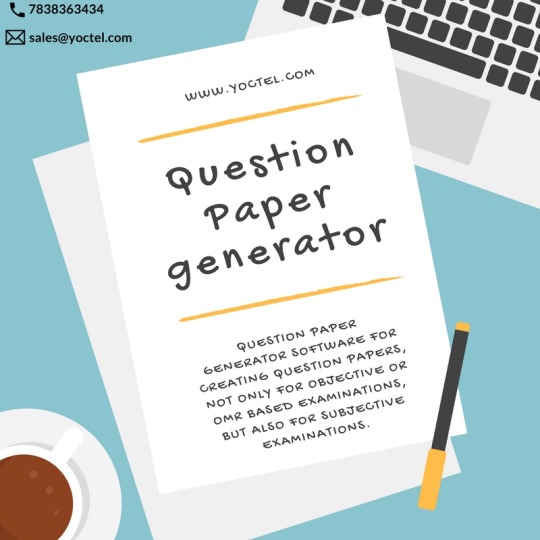 7838363434
sales@yoctel.com
WWW.YOCTEL.COM
Question
Paper
generator
QUESTION PAPER
GENERATOR SOFTWARE FOR
CREATING QUESTION PAPERS,
NOT ONLY FOR OBJECTIVE OR
OMR BASED EXAMINATIONS,
BUT ALSO FOR SUBJECTIVE
EXAMINATIONS.